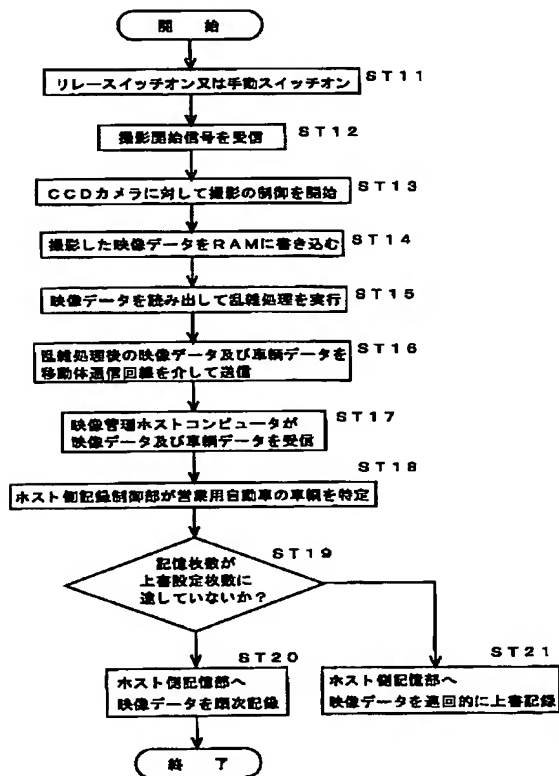 開 始
リレースイッチオン又は手動スイッチオン
ST11
撮影開始信号を受信
ST12
CCDカメラに対して撮影の制御を開始
ST13
撮影した映像データをRAMに書き込む
ST14
映像データを読み出して乱雑処理を実行
ST15
乱雑処理後の映像データ及び車輌データを
移動体通信回線を介して送信
ST16
映像管理ホストコンピュータが
映像データ及び車輌データを受信
ST17
ホスト側記録制御部が営業用自動車の車輌を特定
ST18
記憶枚数が
上書設定枚数に
達していないか?
ST19
ホスト側記憶部へ
映像データを順次記録
ST20
ホスト側記憶部へ
映像データを巡回的に上書記録
ST21
終 了